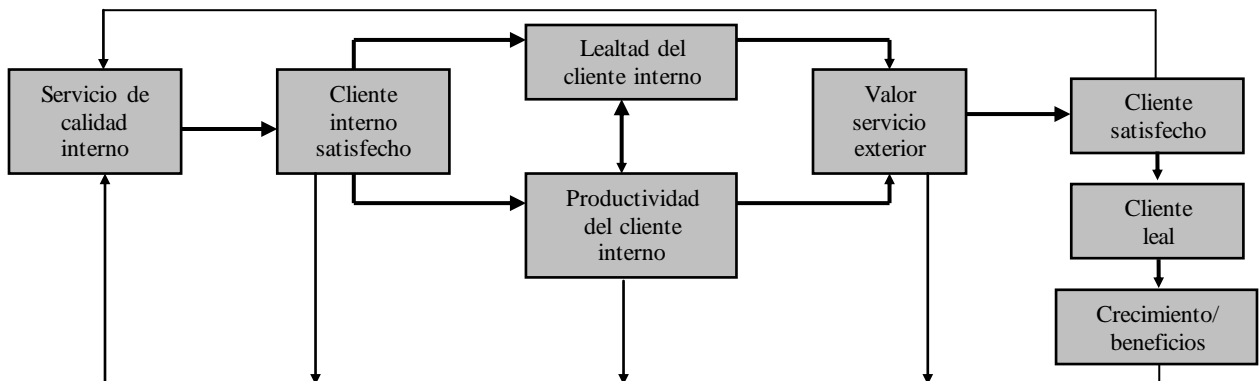 Servicio de
calidad
interno
Cliente
interno
satisfecho
Lealtad del
cliente interno
Productividad
del cliente
interno
Valor
servicio
exterior
Cliente
satisfecho
Cliente
leal
Crecimiento/
beneficios